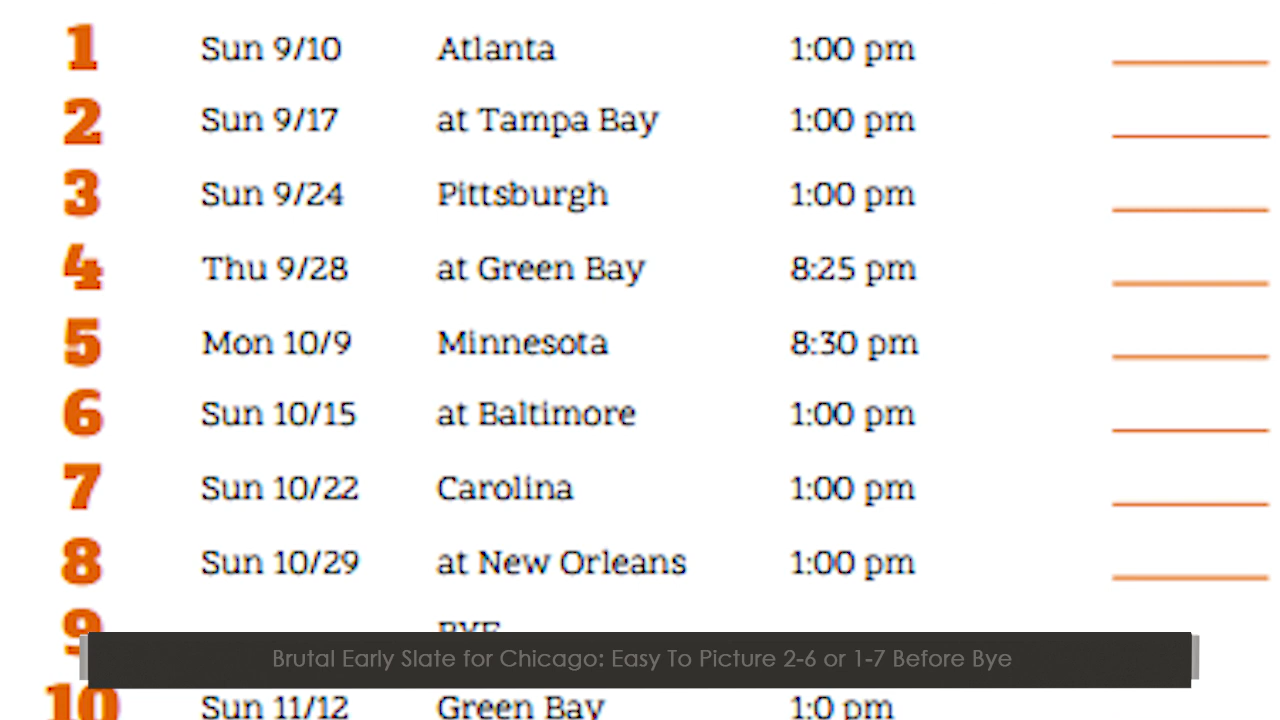 1 Sun 9/10 Atlanta 1:00 pm
2 Sun 9/17 at Tampa Bay 1:00 pm
3 Sun 9/24 Pittsburgh 1:00 pm
4 Thu 9/28 at Green Bay 8:25 pm
5 Mon 10/9 Minnesota 8:30 pm
6 Sun 10/15 at Baltimore 1:00 pm
7 Sun 10/22 Carolina 1:00 pm
8 Sun 10/29 at New Orleans 1:00 pm
9 BYE
Brutal Early Slate for Chicago: Easy To Picture 2-6 or 1-7 Before Bye
10 Sun 11/12 Green Bay 1:0 pm